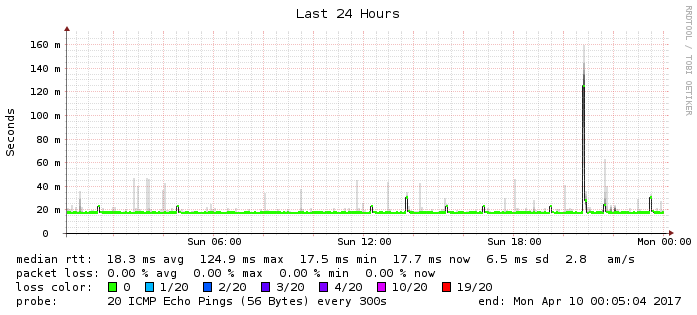 Last 24 Hours
RRDTOOL / TOBI OETIKER
Seconds
160 m
140 m
120 m
100 m
80 m
60 m
40 m
20 m
0
Sun 06:00 Sun 12:00 Sun 18:00 Mon 00:00
median rtt: 18.3 ms avg 124.9 ms max 17.5 ms min 17.7 ms now 6.5 ms sd 2.8 am/s
packet loss: 0.00 % avg 0.00 % max 0.00 % min 0.00 % now
loss color: 0 1/20 2/20 3/20 4/20 10/20 19/20
probe: 20 ICMP Echo Pings (56 Bytes) every 300s end: Mon Apr 10 00:05:04 2017